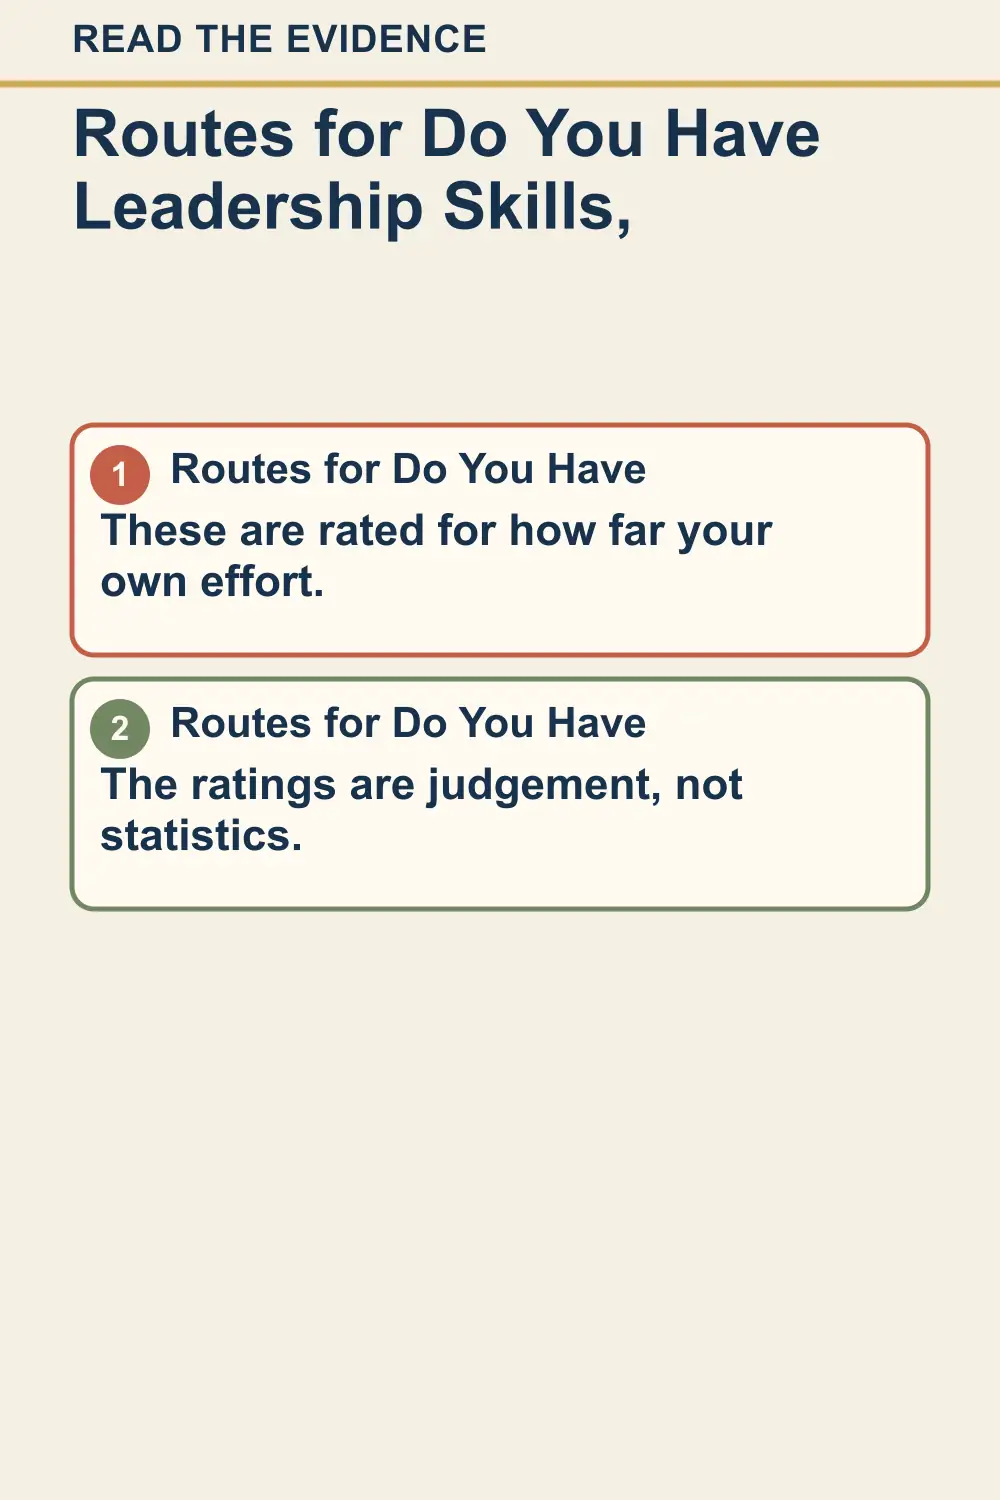 READ THE EVIDENCE
Routes for Do You Have
Leadership Skills,
1
Routes for Do You Have
These are rated for how far your
own effort.
2
Routes for Do You Have
The ratings are judgement, not
statistics.